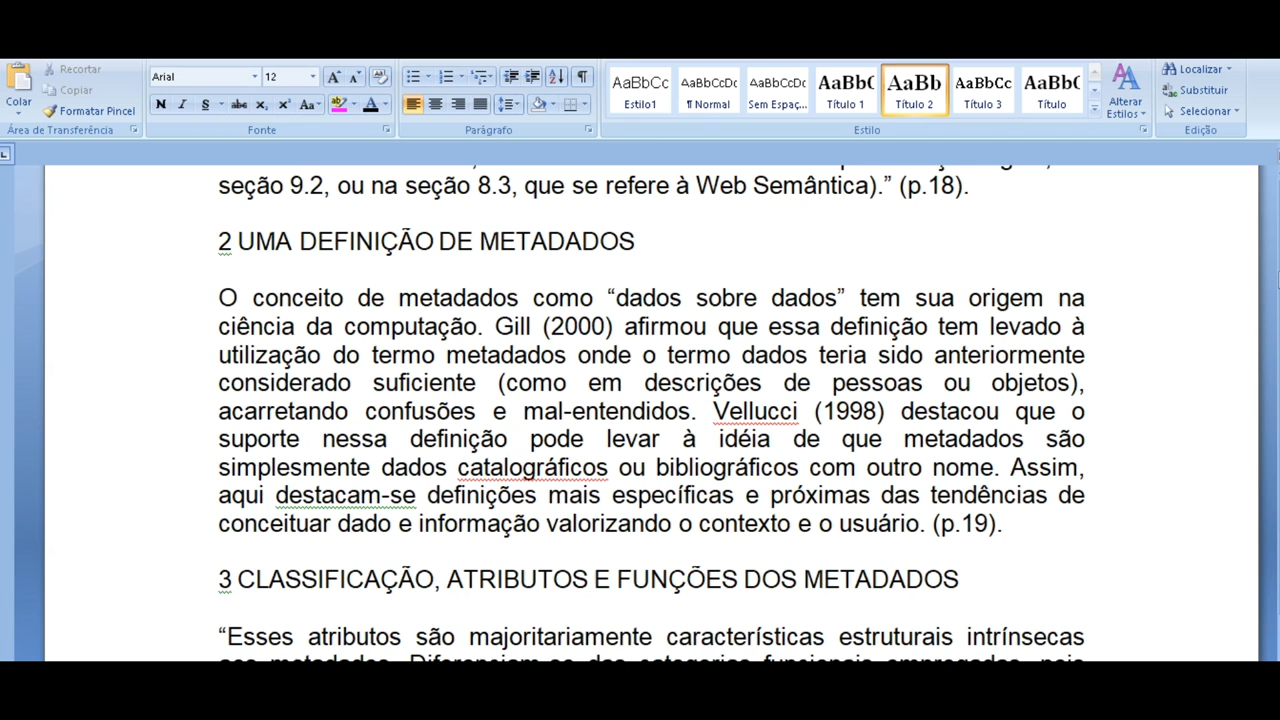 Recortar
Copiar
Colar
Formatar Pincel
Área de Transferência
Arial 12
N I S abc x₂ x² Aa
Fonte
Parágrafo
AaBbCc AaBbCcDc AaBbCcDc AaBbC AaBb AaBbCc AaBbC
Estilo1 ¶ Normal Sem Espaç... Título 1 Título 2 Título 3 Título
Alterar
Estilos
Estilo
Localizar
Substituir
Selecionar
Edição
seção 9.2, ou na seção 8.3, que se refere à Web Semântica).” (p.18).
2 UMA DEFINIÇÃO DE METADADOS
O conceito de metadados como “dados sobre dados” tem sua origem na
ciência da computação. Gill (2000) afirmou que essa definição tem levado à
utilização do termo metadados onde o termo dados teria sido anteriormente
considerado suficiente (como em descrições de pessoas ou objetos),
acarretando confusões e mal-entendidos. Vellucci (1998) destacou que o
suporte nessa definição pode levar à idéia de que metadados são
simplesmente dados catalográficos ou bibliográficos com outro nome. Assim,
aqui destacam-se definições mais específicas e próximas das tendências de
conceituar dado e informação valorizando o contexto e o usuário. (p.19).
3 CLASSIFICAÇÃO, ATRIBUTOS E FUNÇÕES DOS METADADOS
“Esses atributos são majoritariamente características estruturais intrínsecas